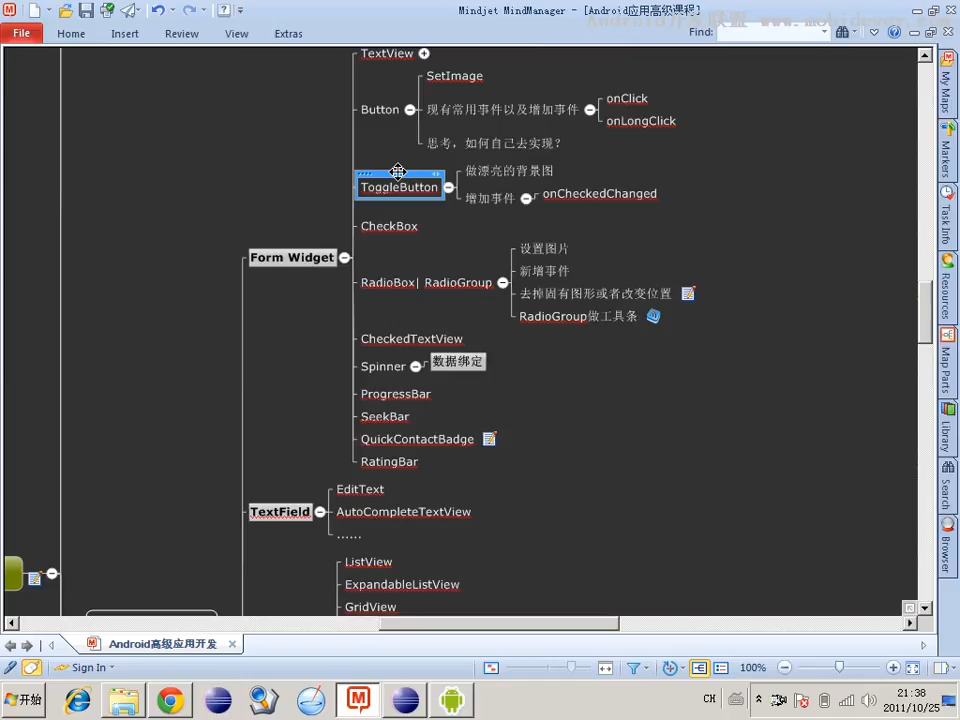 Mindjet MindManager - [Android应用高级课程]
File
Home
Insert
Review
View
Extras
Find:
TextView
SetImage
Button
现有常用事件以及增加事件
onClick
onLongClick
思考，如何自己去实现？
ToggleButton
做漂亮的背景图
增加事件
onCheckedChanged
CheckBox
Form Widget
RadioBox| RadioGroup
设置图片
新增事件
去掉固有图形或者改变位置
RadioGroup做工具条
CheckedTextView
Spinner
数据绑定
ProgressBar
SeekBar
QuickContactBadge
RatingBar
TextField
EditText
AutoCompleteTextView
......
ListView
ExpandableListView
GridView
My Maps
Markers
Task Info
Resources
Map Parts
Library
Search
Browser
Android高级应用开发
Sign In
100%
开始
CH
21:38
2011/10/25